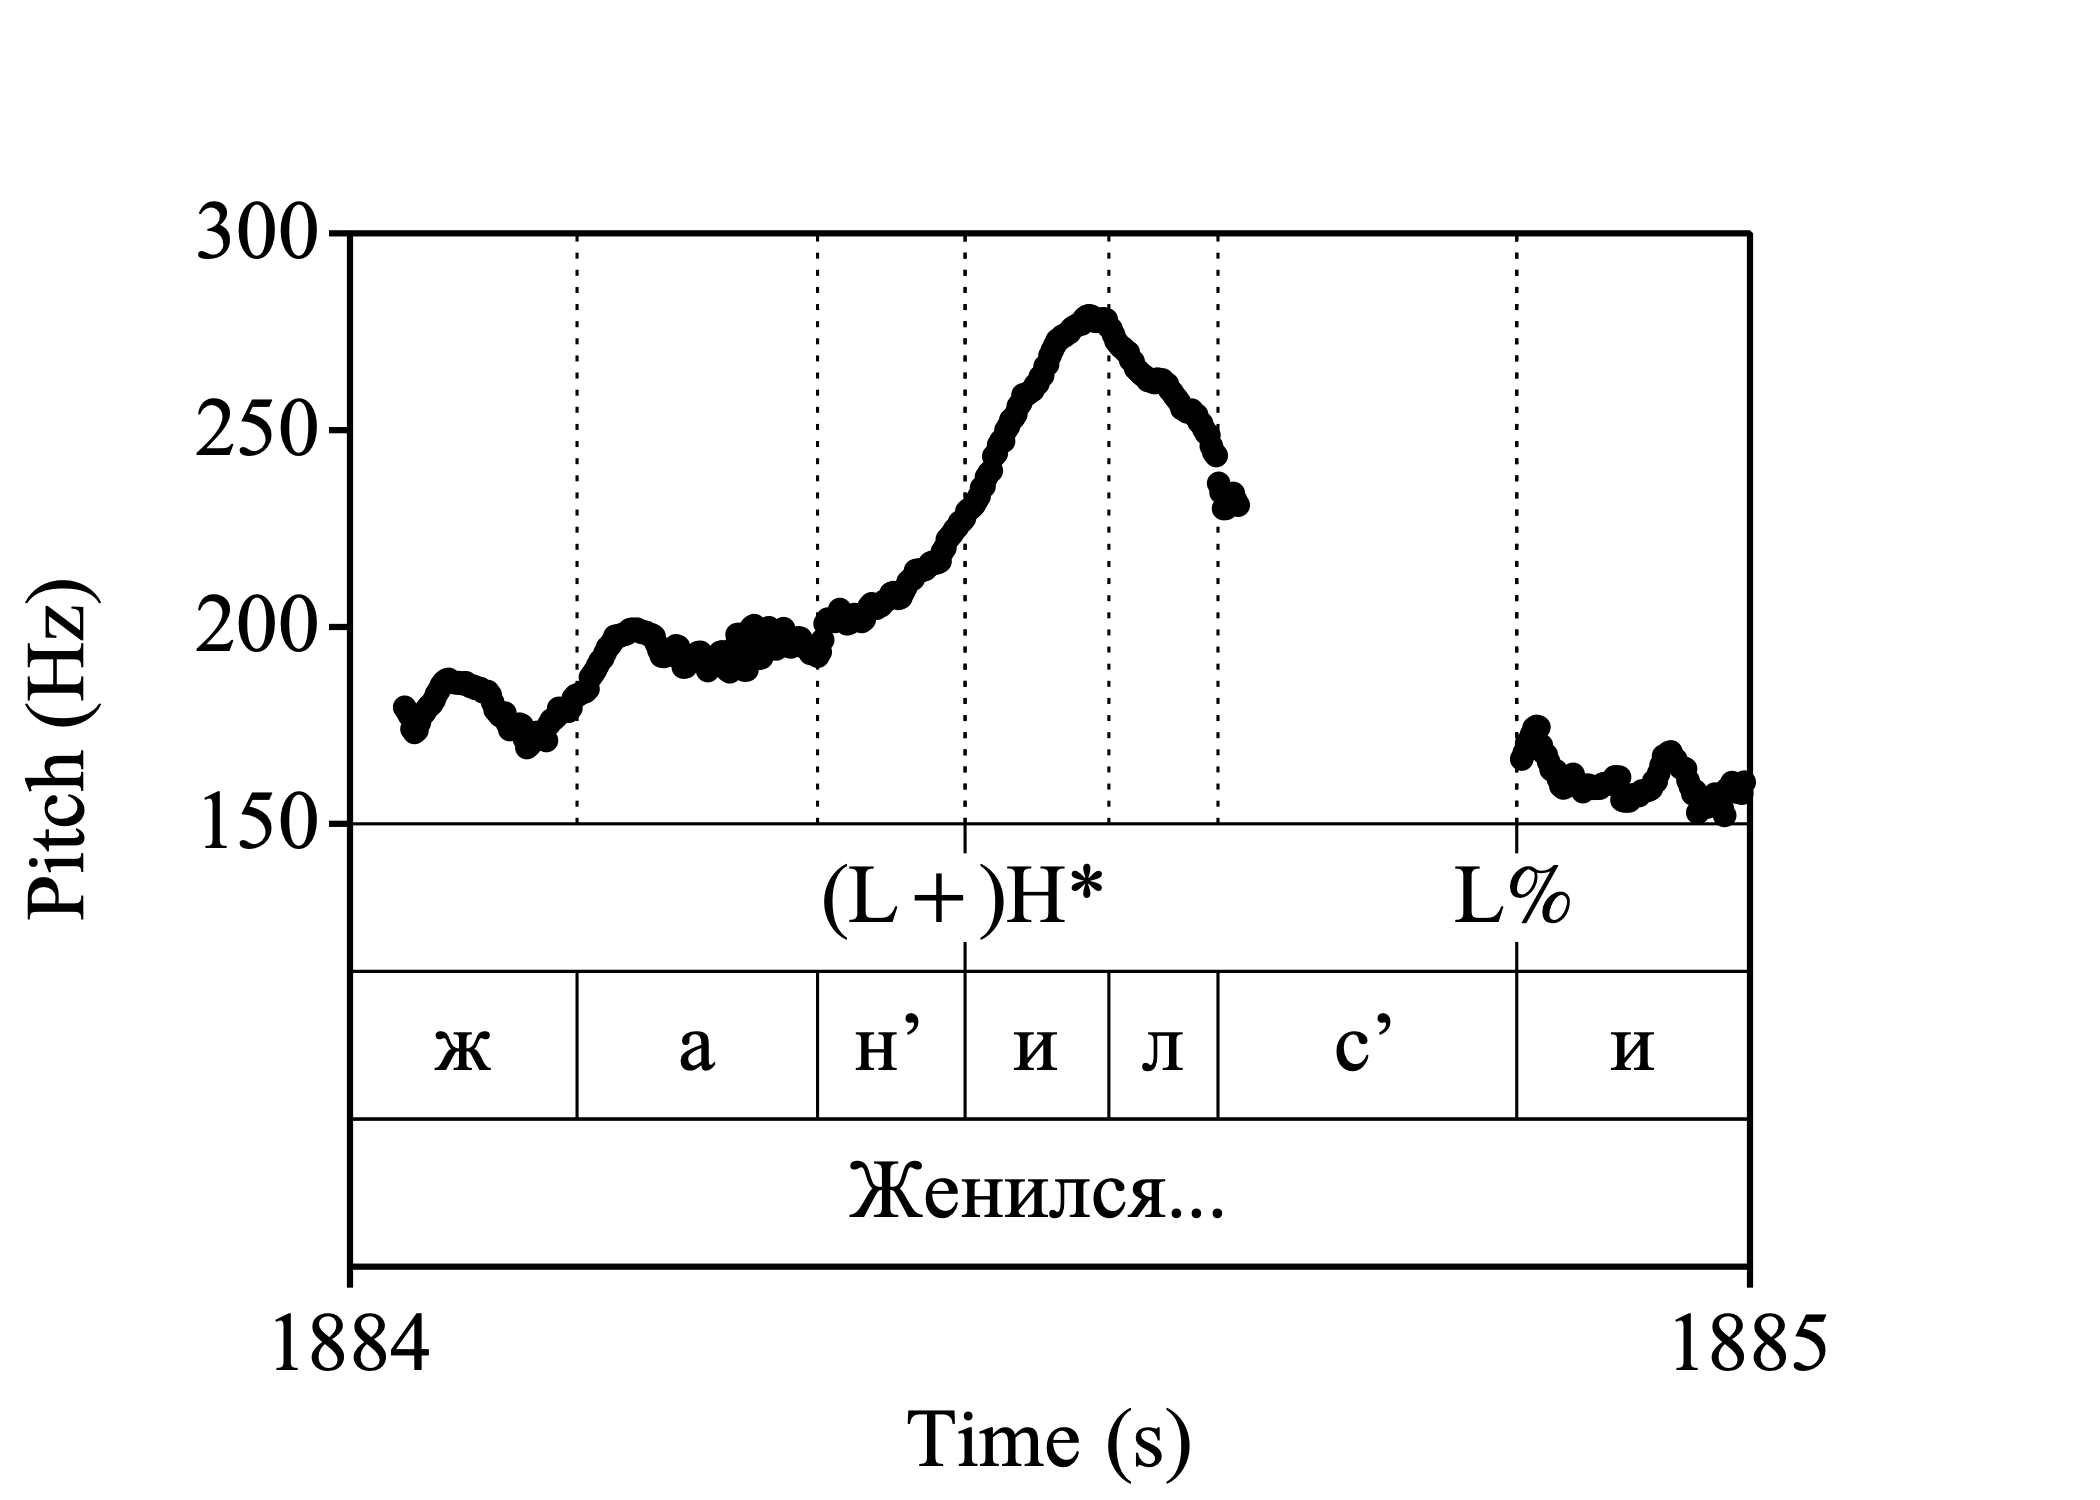 300
250
200
150
Pitch (Hz)
(L+)H* L%
ж а н’ и л с’ и
Женился...
1884 1885
Time (s)